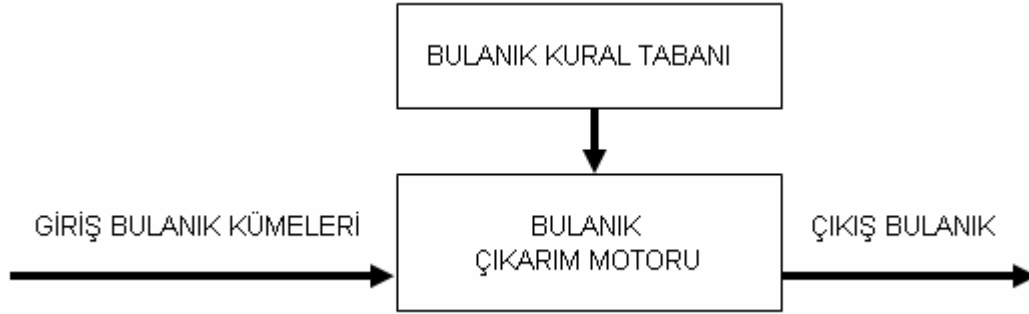 BULANIK KURAL TABANI
GİRİŞ BULANIK KÜMELERİ
BULANIK
ÇIKARIM MOTORU
ÇIKIŞ BULANIK